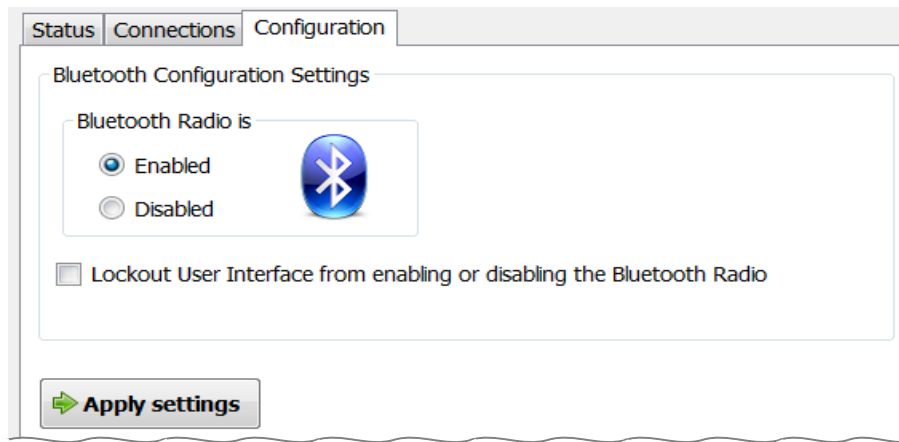 Status Connections Configuration
Bluetooth Configuration Settings
Bluetooth Radio is
Enabled
Disabled
Lockout User Interface from enabling or disabling the Bluetooth Radio
Apply settings